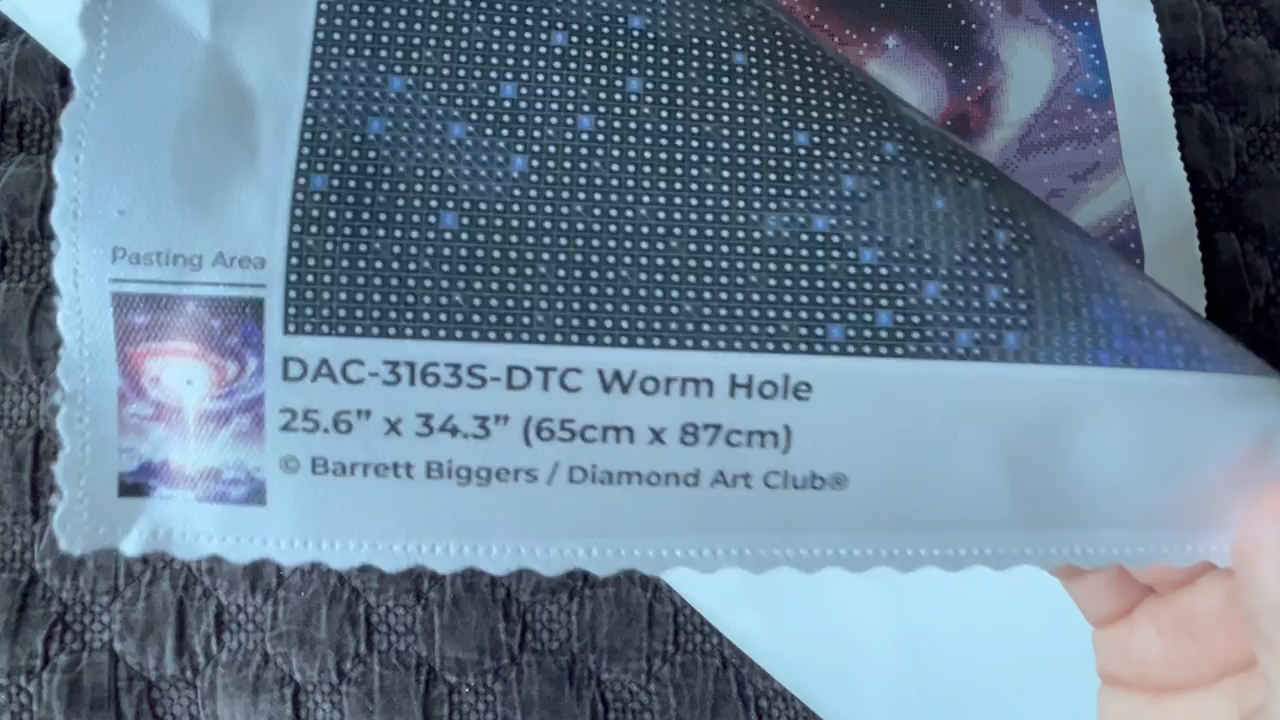 Pasting Area
DAC-3163S-DTC Worm Hole
25.6” x 34.3” (65cm x 87cm)
© Barrett Biggers / Diamond Art Club®